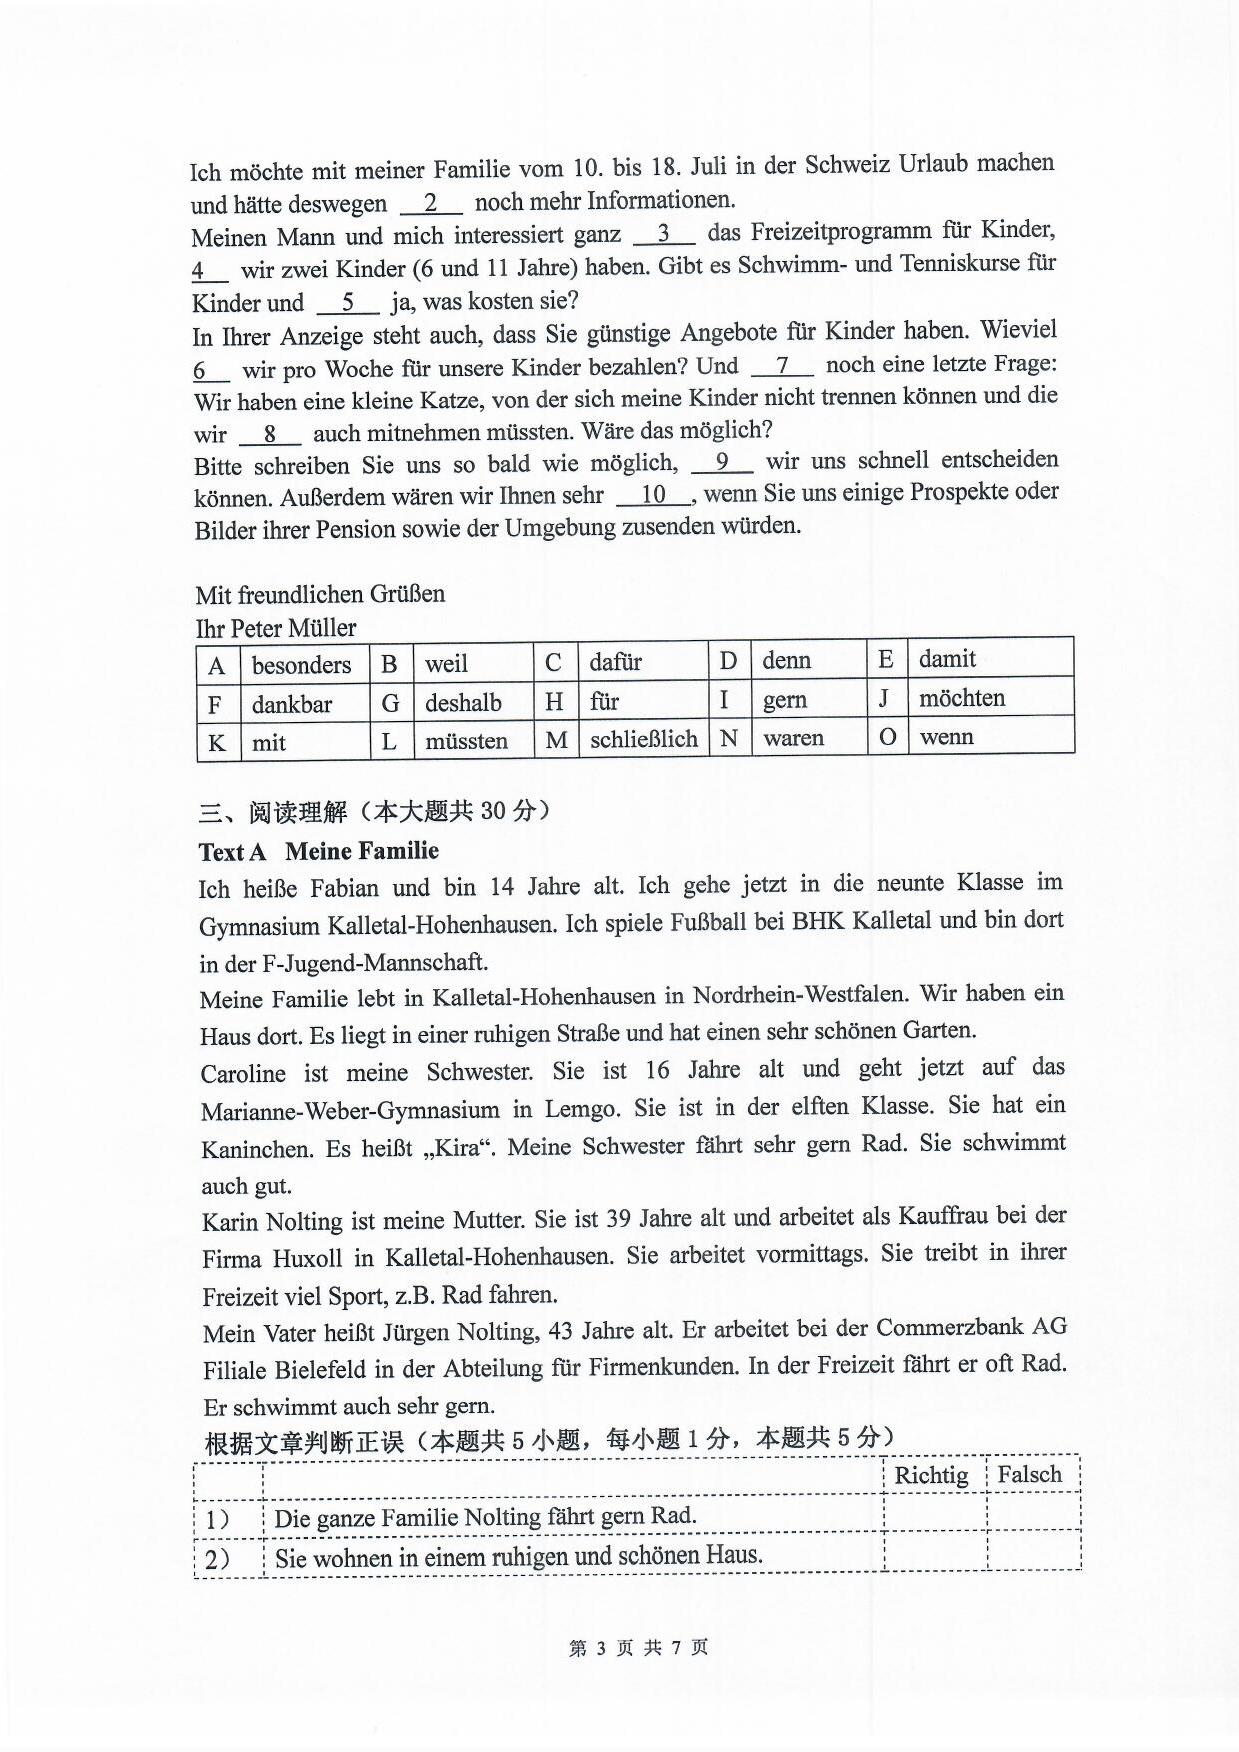 Ich möchte mit meiner Familie vom 10. bis 18. Juli in der Schweiz Urlaub machen
und hätte deswegen __2__ noch mehr Informationen.
Meinen Mann und mich interessiert ganz __3__ das Freizeitprogramm für Kinder,
4__ wir zwei Kinder (6 und 11 Jahre) haben. Gibt es Schwimm- und Tenniskurse für
Kinder und __5__ ja, was kosten sie?
In Ihrer Anzeige steht auch, dass Sie günstige Angebote für Kinder haben. Wieviel
6__ wir pro Woche für unsere Kinder bezahlen? Und __7__ noch eine letzte Frage:
Wir haben eine kleine Katze, von der sich meine Kinder nicht trennen können und die
wir __8__ auch mitnehmen müssten. Wäre das möglich?
Bitte schreiben Sie uns so bald wie möglich, __9__ wir uns schnell entscheiden
können. Außerdem wären wir Ihnen sehr __10__, wenn Sie uns einige Prospekte oder
Bilder ihrer Pension sowie der Umgebung zusenden würden.
Mit freundlichen Grüßen
Ihr Peter Müller
A besonders B weil C dafür D denn E damit
F dankbar G deshalb H für I gern J möchten
K mit L müssten M schließlich N waren O wenn
三、阅读理解（本大题共 30 分）
Text A Meine Familie
Ich heiße Fabian und bin 14 Jahre alt. Ich gehe jetzt in die neunte Klasse im
Gymnasium Kalletal-Hohenhausen. Ich spiele Fußball bei BHK Kalletal und bin dort
in der F-Jugend-Mannschaft.
Meine Familie lebt in Kalletal-Hohenhausen in Nordrhein-Westfalen. Wir haben ein
Haus dort. Es liegt in einer ruhigen Straße und hat einen sehr schönen Garten.
Caroline ist meine Schwester. Sie ist 16 Jahre alt und geht jetzt auf das
Marianne-Weber-Gymnasium in Lemgo. Sie ist in der elften Klasse. Sie hat ein
Kaninchen. Es heißt „Kira“. Meine Schwester fährt sehr gern Rad. Sie schwimmt
auch gut.
Karin Nolting ist meine Mutter. Sie ist 39 Jahre alt und arbeitet als Kauffrau bei der
Firma Huxoll in Kalletal-Hohenhausen. Sie arbeitet vormittags. Sie treibt in ihrer
Freizeit viel Sport, z.B. Rad fahren.
Mein Vater heißt Jürgen Nolting, 43 Jahre alt. Er arbeitet bei der Commerzbank AG
Filiale Bielefeld in der Abteilung für Firmenkunden. In der Freizeit fährt er oft Rad.
Er schwimmt auch sehr gern.
根据文章判断正误（本题共 5 小题，每小题 1 分，本题共 5 分）
Richtig Falsch
1） Die ganze Familie Nolting fährt gern Rad.
2） Sie wohnen in einem ruhigen und schönen Haus.
第 3 页 共 7 页